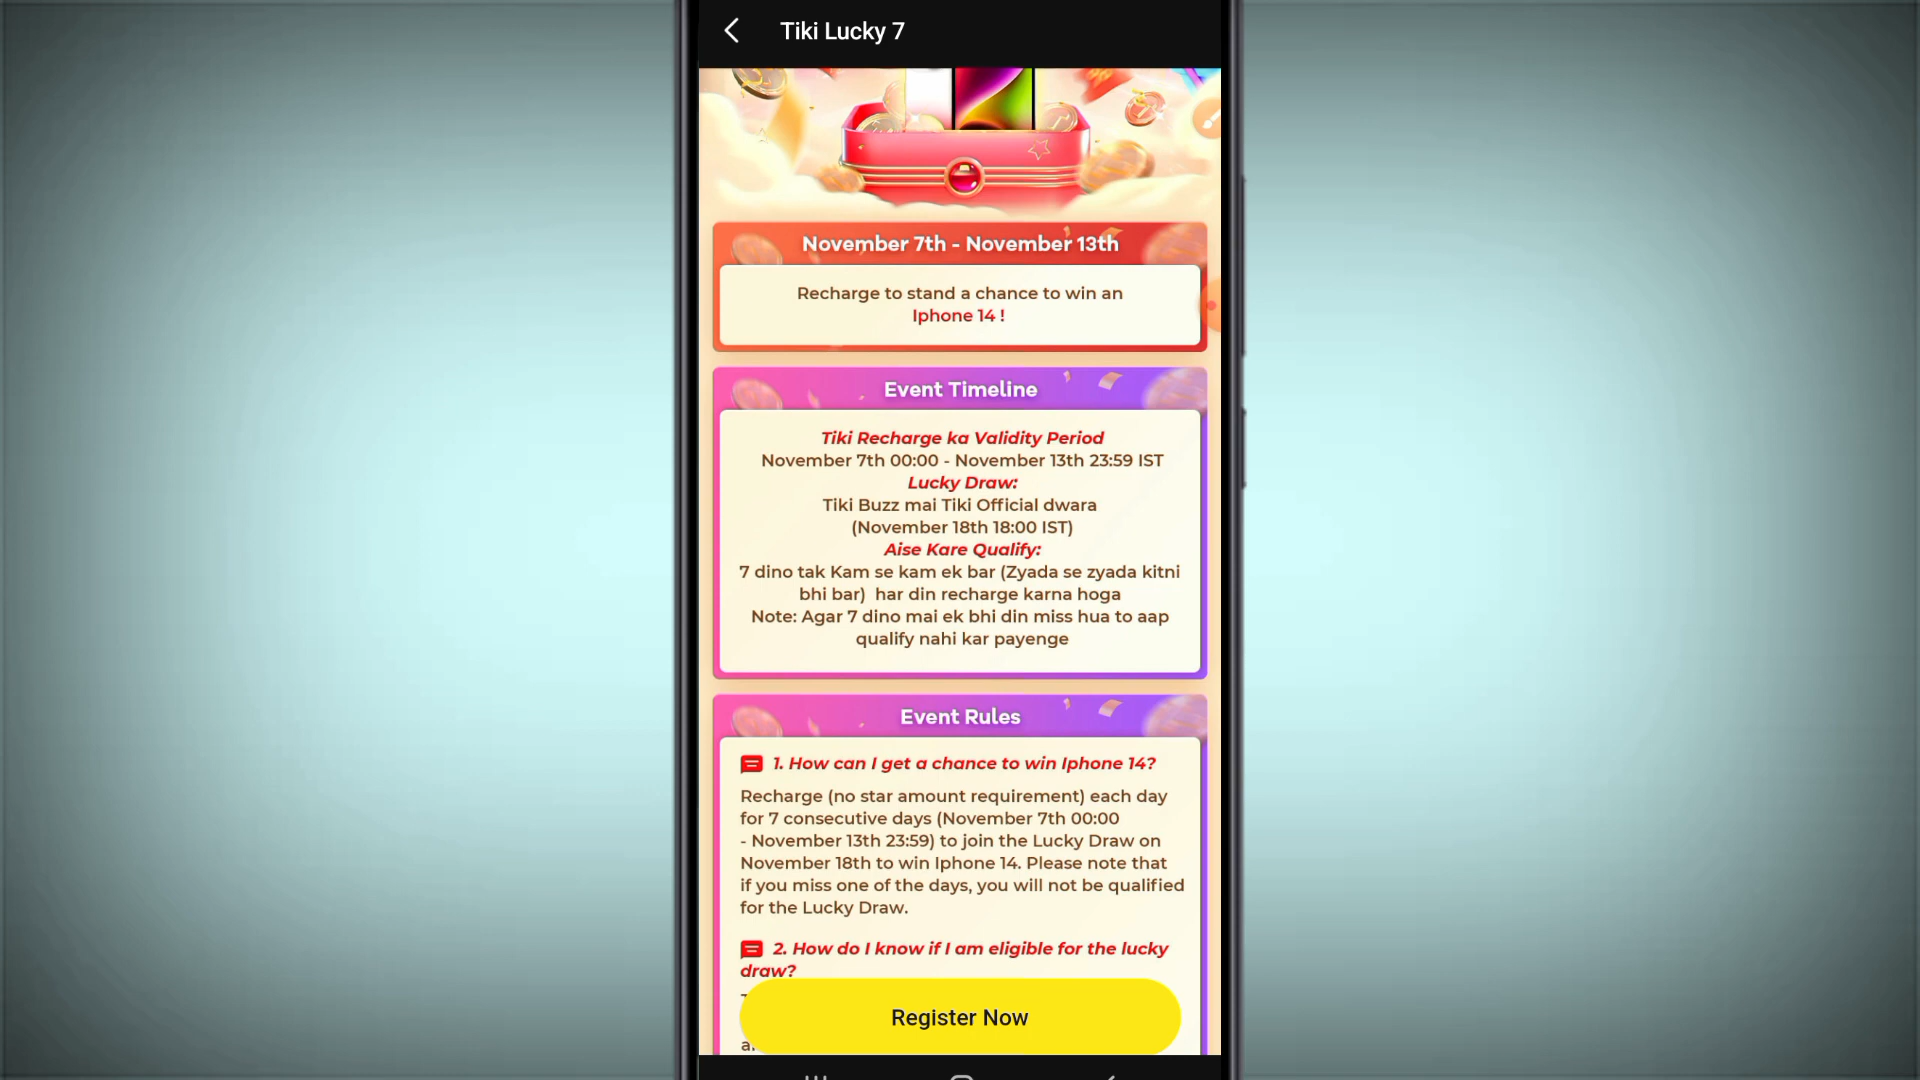 Tiki Lucky 7
November 7th - November 13th
Recharge to stand a chance to win an
Iphone 14 !
Event Timeline
Tiki Recharge ka Validity Period
November 7th 00:00 - November 13th 23:59 IST
Lucky Draw:
Tiki Buzz mai Tiki Official dwara
(November 18th 18:00 IST)
Aise Kare Qualify:
7 dino tak Kam se kam ek bar (Zyada se zyada kitni
bhi bar)  har din recharge karna hoga
Note: Agar 7 dino mai ek bhi din miss hua to aap
qualify nahi kar payenge
Event Rules
1. How can I get a chance to win Iphone 14?
Recharge (no star amount requirement) each day
for 7 consecutive days (November 7th 00:00
- November 13th 23:59) to join the Lucky Draw on
November 18th to win Iphone 14. Please note that
if you miss one of the days, you will not be qualified
for the Lucky Draw.
2. How do I know if I am eligible for the lucky
draw?
Register Now